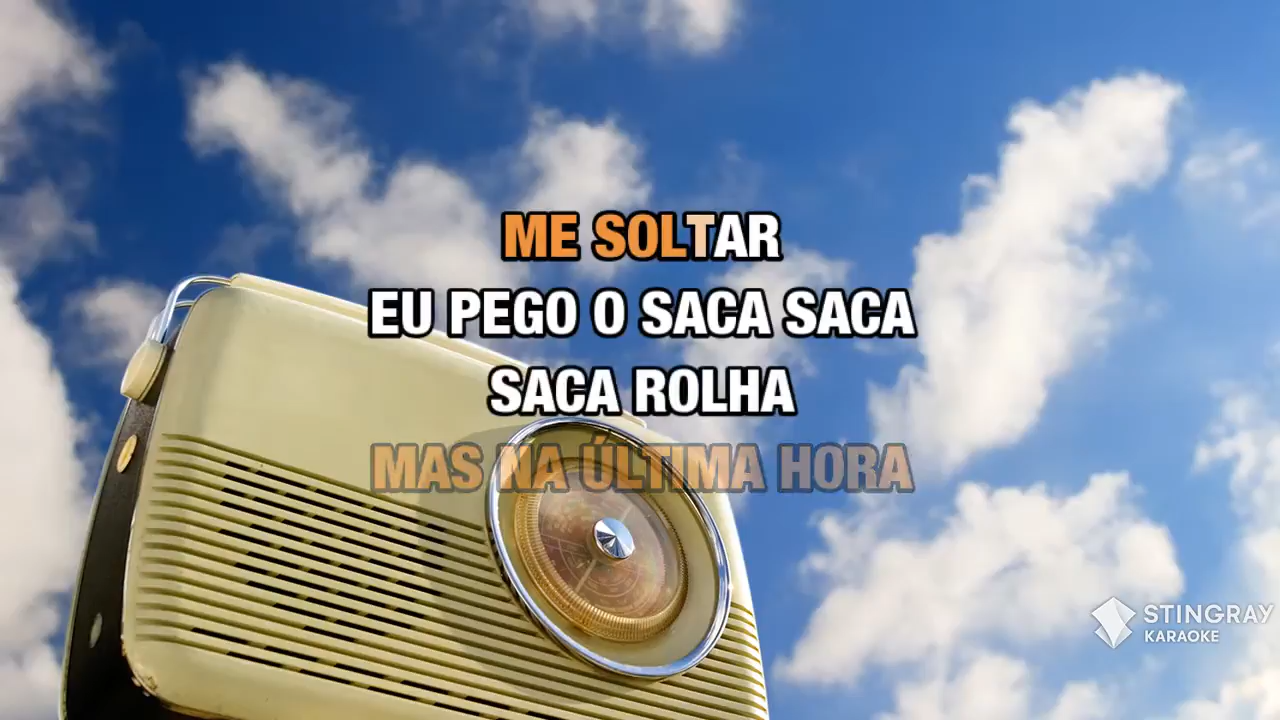 ME SOLTAR
EU PEGO O SACA SACA
SACA ROLHA
MAS NA ÚLTIMA HORA
STINGRAY
KARAOKE